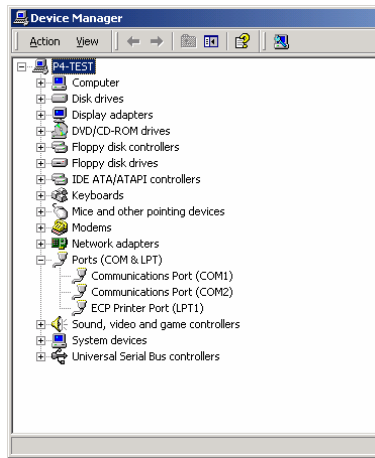 Device Manager
Action View
P4-TEST
Computer
Disk drives
Display adapters
DVD/CD-ROM drives
Floppy disk controllers
Floppy disk drives
IDE ATA/ATAPI controllers
Keyboards
Mice and other pointing devices
Modems
Network adapters
Ports (COM & LPT)
Communications Port (COM1)
Communications Port (COM2)
ECP Printer Port (LPT1)
Sound, video and game controllers
System devices
Universal Serial Bus controllers